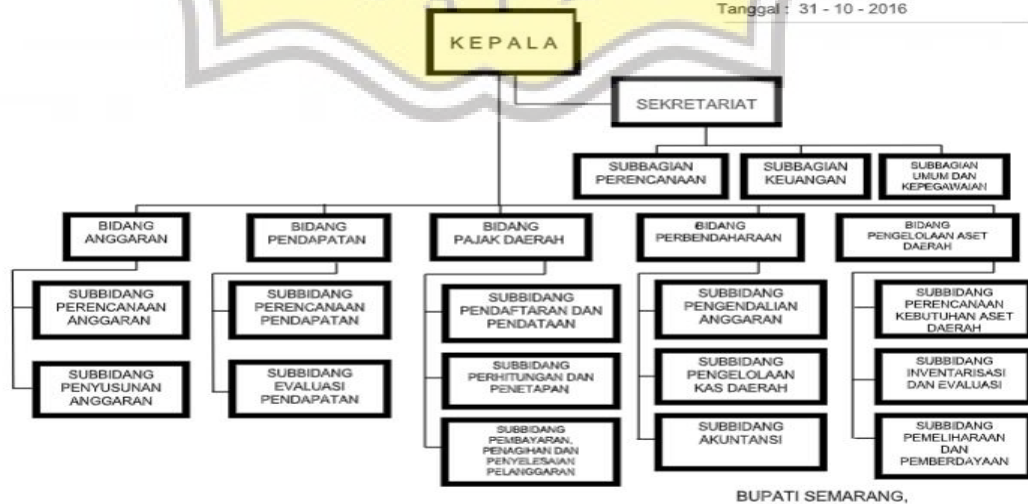 Tanggal : 31 - 10 - 2016
KEPALA
SEKRETARIAT
SUBBAGIAN
PERENCANAAN
SUBBAGIAN
KEUANGAN
SUBBAGIAN
UMUM DAN
KEPEGAWAIAN
BIDANG
ANGGARAN
BIDANG
PENDAPATAN
BIDANG
PAJAK DAERAH
BIDANG
PERBENDAHARAAN
BIDANG
PENGELOLAAN ASET
DAERAH
SUBBIDANG
PERENCANAAN
ANGGARAN
SUBBIDANG
PERENCANAAN
PENDAPATAN
SUBBIDANG
PENDAFTARAN DAN
PENDATAAN
SUBBIDANG
PENGENDALIAN
ANGGARAN
SUBBIDANG
PERENCANAAN
KEBUTUHAN ASET
DAERAH
SUBBIDANG
PENYUSUNAN
ANGGARAN
SUBBIDANG
EVALUASI
PENDAPATAN
SUBBIDANG
PERHITUNGAN DAN
PENETAPAN
SUBBIDANG
PENGELOLAAN
KAS DAERAH
SUBBIDANG
INVENTARISASI
DAN EVALUASI
SUBBIDANG
PEMBAYARAN,
PENAGIHAN DAN
PENYELESAIAN
PELANGGARAN
SUBBIDANG
AKUNTANSI
SUBBIDANG
PEMELIHARAAN
DAN
PEMBERDAYAAN
BUPATI SEMARANG,